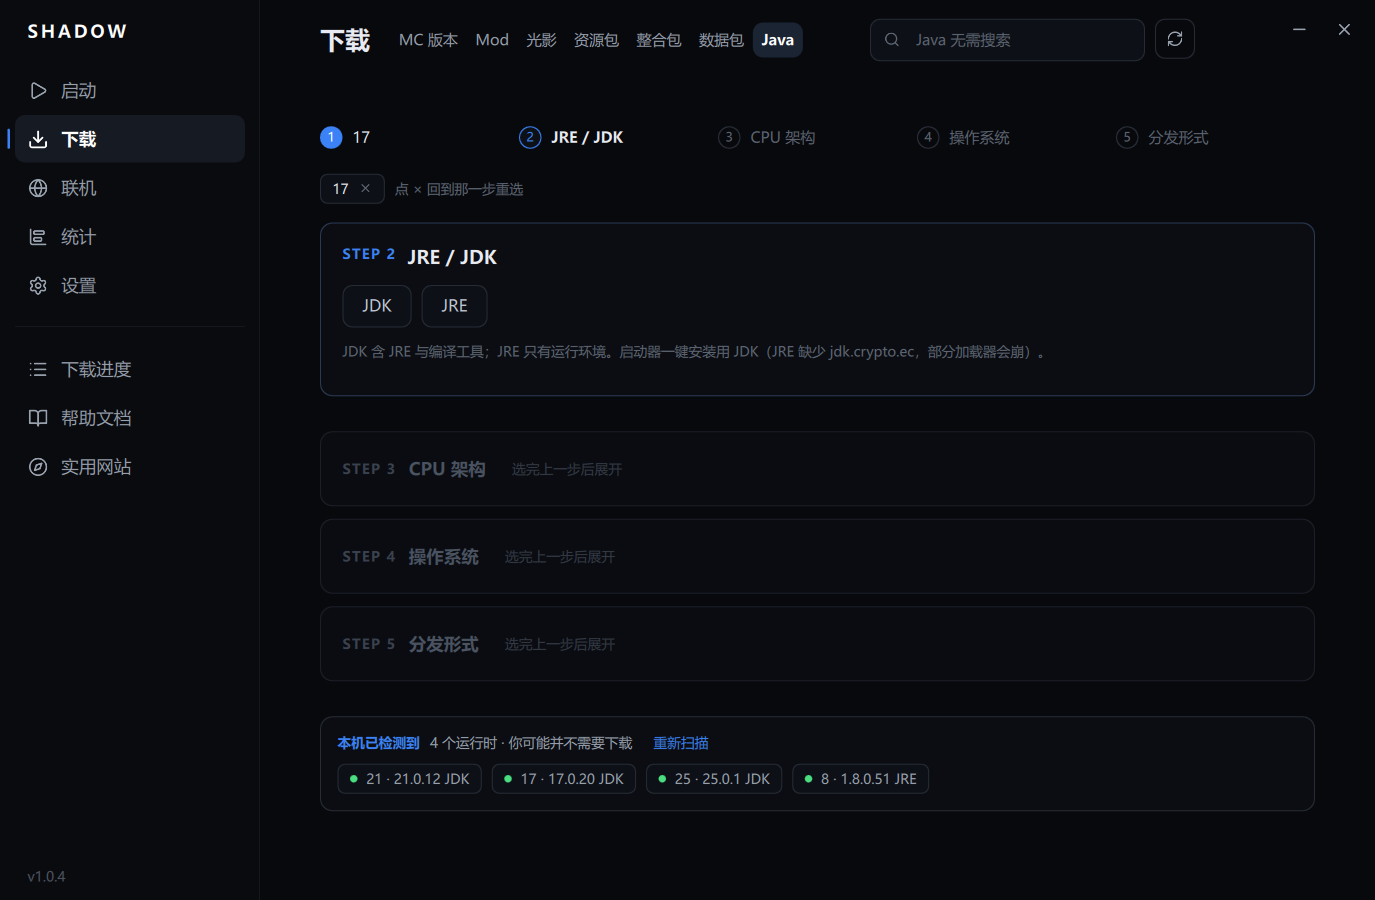 SHADOW
启动
下载
联机
统计
设置
下载进度
帮助文档
实用网站
v1.0.4
下载 MC 版本 Mod 光影 资源包 整合包 数据包 Java
Java 无需搜索
1 17
2 JRE / JDK
3 CPU 架构
4 操作系统
5 分发形式
17 × 点 × 回到那一步重选
STEP 2 JRE / JDK
JDK JRE
JDK 含 JRE 与编译工具；JRE 只有运行环境。启动器一键安装用 JDK（JRE 缺少 jdk.crypto.ec，部分加载器会崩）。
STEP 3 CPU 架构 选完上一步后展开
STEP 4 操作系统 选完上一步后展开
STEP 5 分发形式 选完上一步后展开
本机已检测到 4 个运行时 · 你可能并不需要下载 重新扫描
21 · 21.0.12 JDK 17 · 17.0.20 JDK 25 · 25.0.1 JDK 8 · 1.8.0.51 JRE